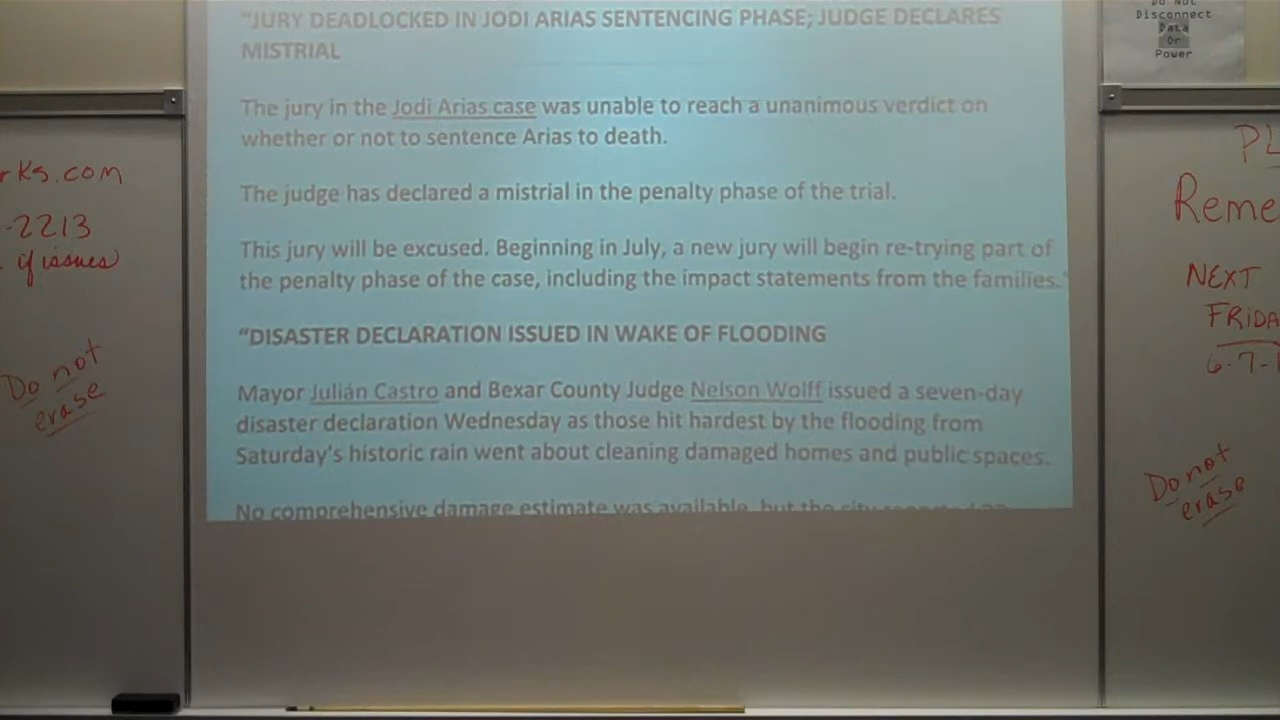 Do Not
Disconnect
Data
Or
Power
"JURY DEADLOCKED IN JODI ARIAS SENTENCING PHASE; JUDGE DECLARES
MISTRIAL
The jury in the Jodi Arias case was unable to reach a unanimous verdict on
whether or not to sentence Arias to death.
The judge has declared a mistrial in the penalty phase of the trial.
This jury will be excused. Beginning in July, a new jury will begin re-trying part of
the penalty phase of the case, including the impact statements from the families."
"DISASTER DECLARATION ISSUED IN WAKE OF FLOODING
Mayor Julián Castro and Bexar County Judge Nelson Wolff issued a seven-day
disaster declaration Wednesday as those hit hardest by the flooding from
Saturday's historic rain went about cleaning damaged homes and public spaces.
No comprehensive damage estimate was available, but the city
rks.com
-2213
if issues
Do not
erase
PL
Reme
NEXT
FRIDA
6-7-1
Do not
erase